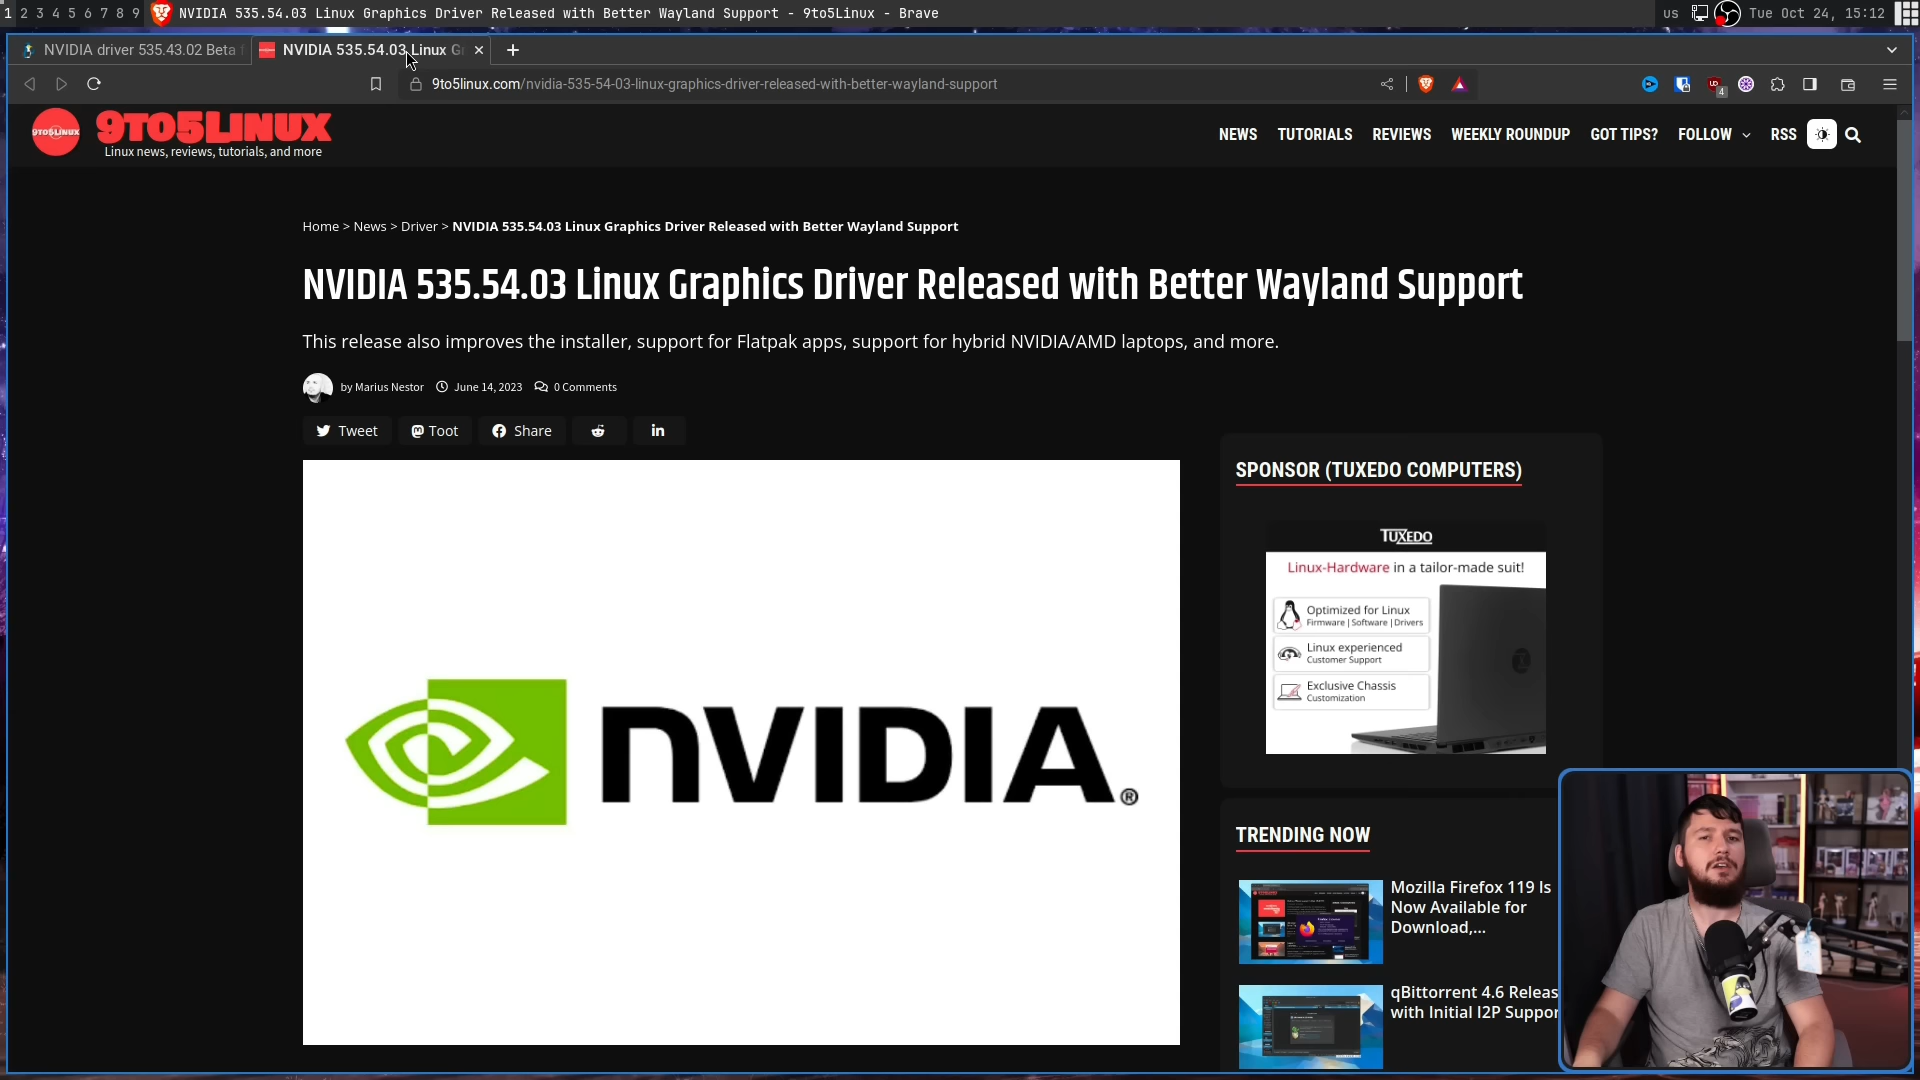 1 2 3 4 5 6 7 8 9 NVIDIA 535.54.03 Linux Graphics Driver Released with Better Wayland Support - 9to5Linux - Brave us Tue Oct 24, 15:12
NVIDIA driver 535.43.02 Beta
NVIDIA 535.54.03 Linux G
9to5linux.com/nvidia-535-54-03-linux-graphics-driver-released-with-better-wayland-support
4
9TO5LINUX
9TO5LINUX
Linux news, reviews, tutorials, and more
NEWS TUTORIALS REVIEWS WEEKLY ROUNDUP GOT TIPS? FOLLOW RSS
Home > News > Driver > NVIDIA 535.54.03 Linux Graphics Driver Released with Better Wayland Support
NVIDIA 535.54.03 Linux Graphics Driver Released with Better Wayland Support
This release also improves the installer, support for Flatpak apps, support for hybrid NVIDIA/AMD laptops, and more.
by Marius Nestor June 14, 2023 0 Comments
Tweet Toot Share
nVIDIA®
SPONSOR (TUXEDO COMPUTERS)
TUXEDO
Linux-Hardware in a tailor-made suit!
Optimized for Linux
Firmware | Software | Drivers
Linux experienced
Customer Support
Exclusive Chassis
Customization
TRENDING NOW
Mozilla Firefox 119 Is
Now Available for
Download,...
qBittorrent 4.6 Releas
with Initial I2P Suppor